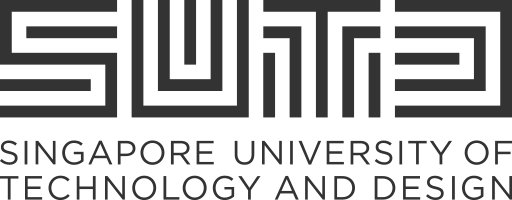 SUTD
SINGAPORE UNIVERSITY OF
TECHNOLOGY AND DESIGN